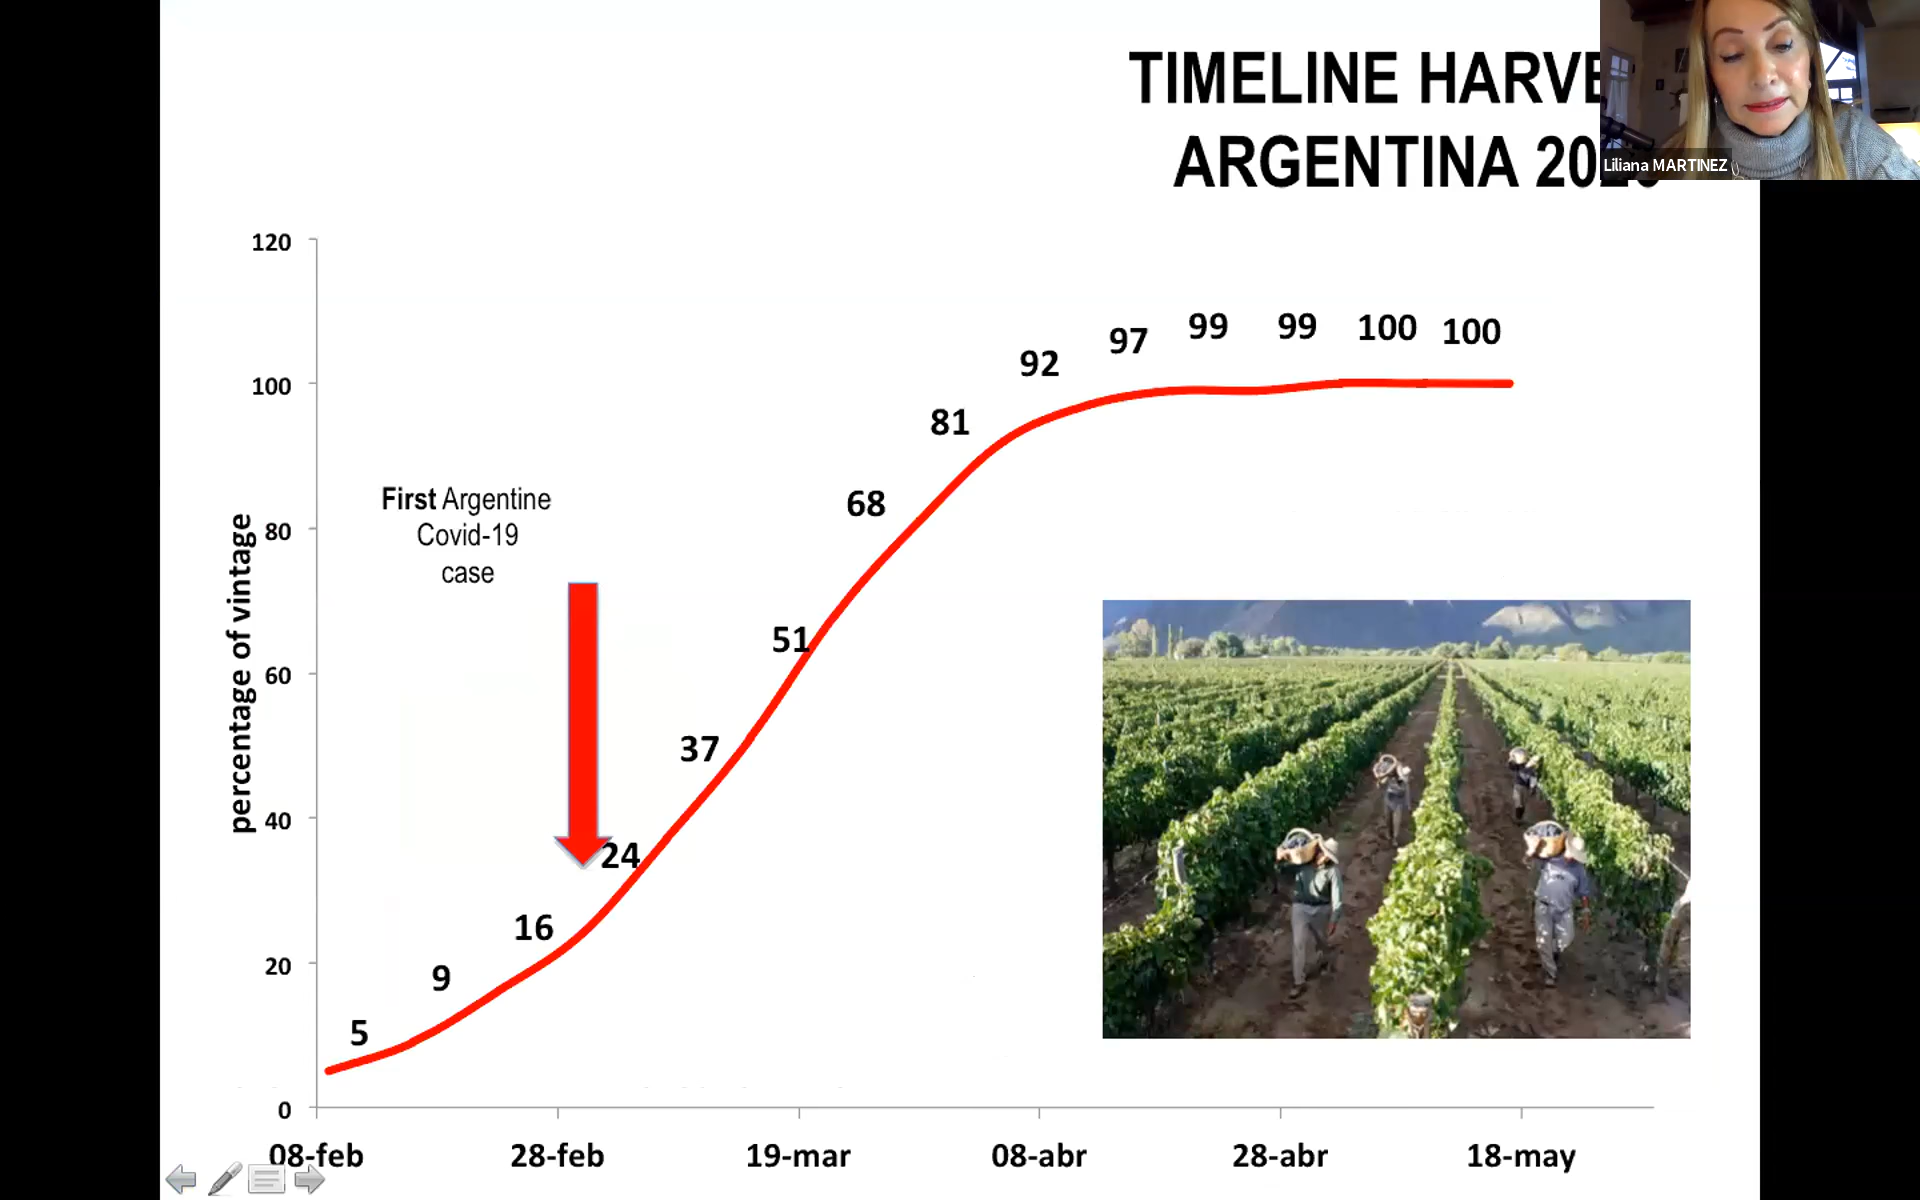 TIMELINE HARVE
ARGENTINA 2020
Liliana MARTINEZ
120
100
80
60
40
20
0
percentage of vintage
First Argentine
Covid-19
case
5
9
16
24
37
51
68
81
92
97
99
99
100
100
08-feb
28-feb
19-mar
08-abr
28-abr
18-may